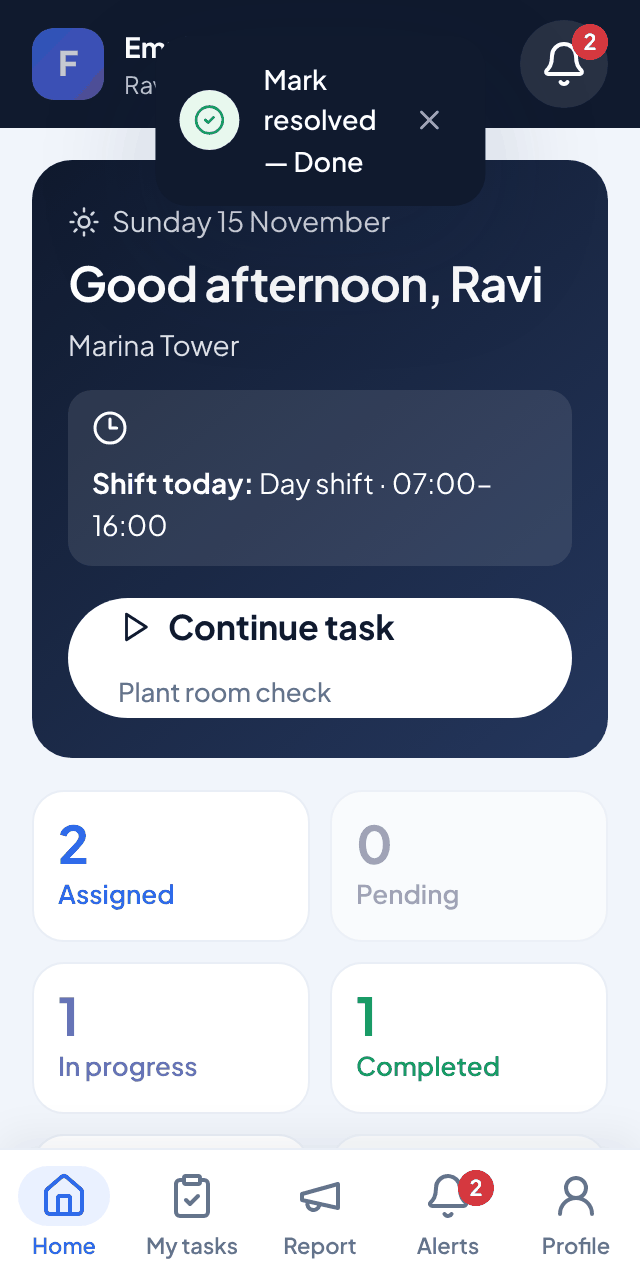 F
2
Mark
resolved
— Done
Sunday 15 November
Good afternoon, Ravi
Marina Tower
Shift today: Day shift · 07:00–
16:00
Continue task
Plant room check
2
Assigned
0
Pending
1
In progress
1
Completed
2
Home
My tasks
Report
Alerts
Profile